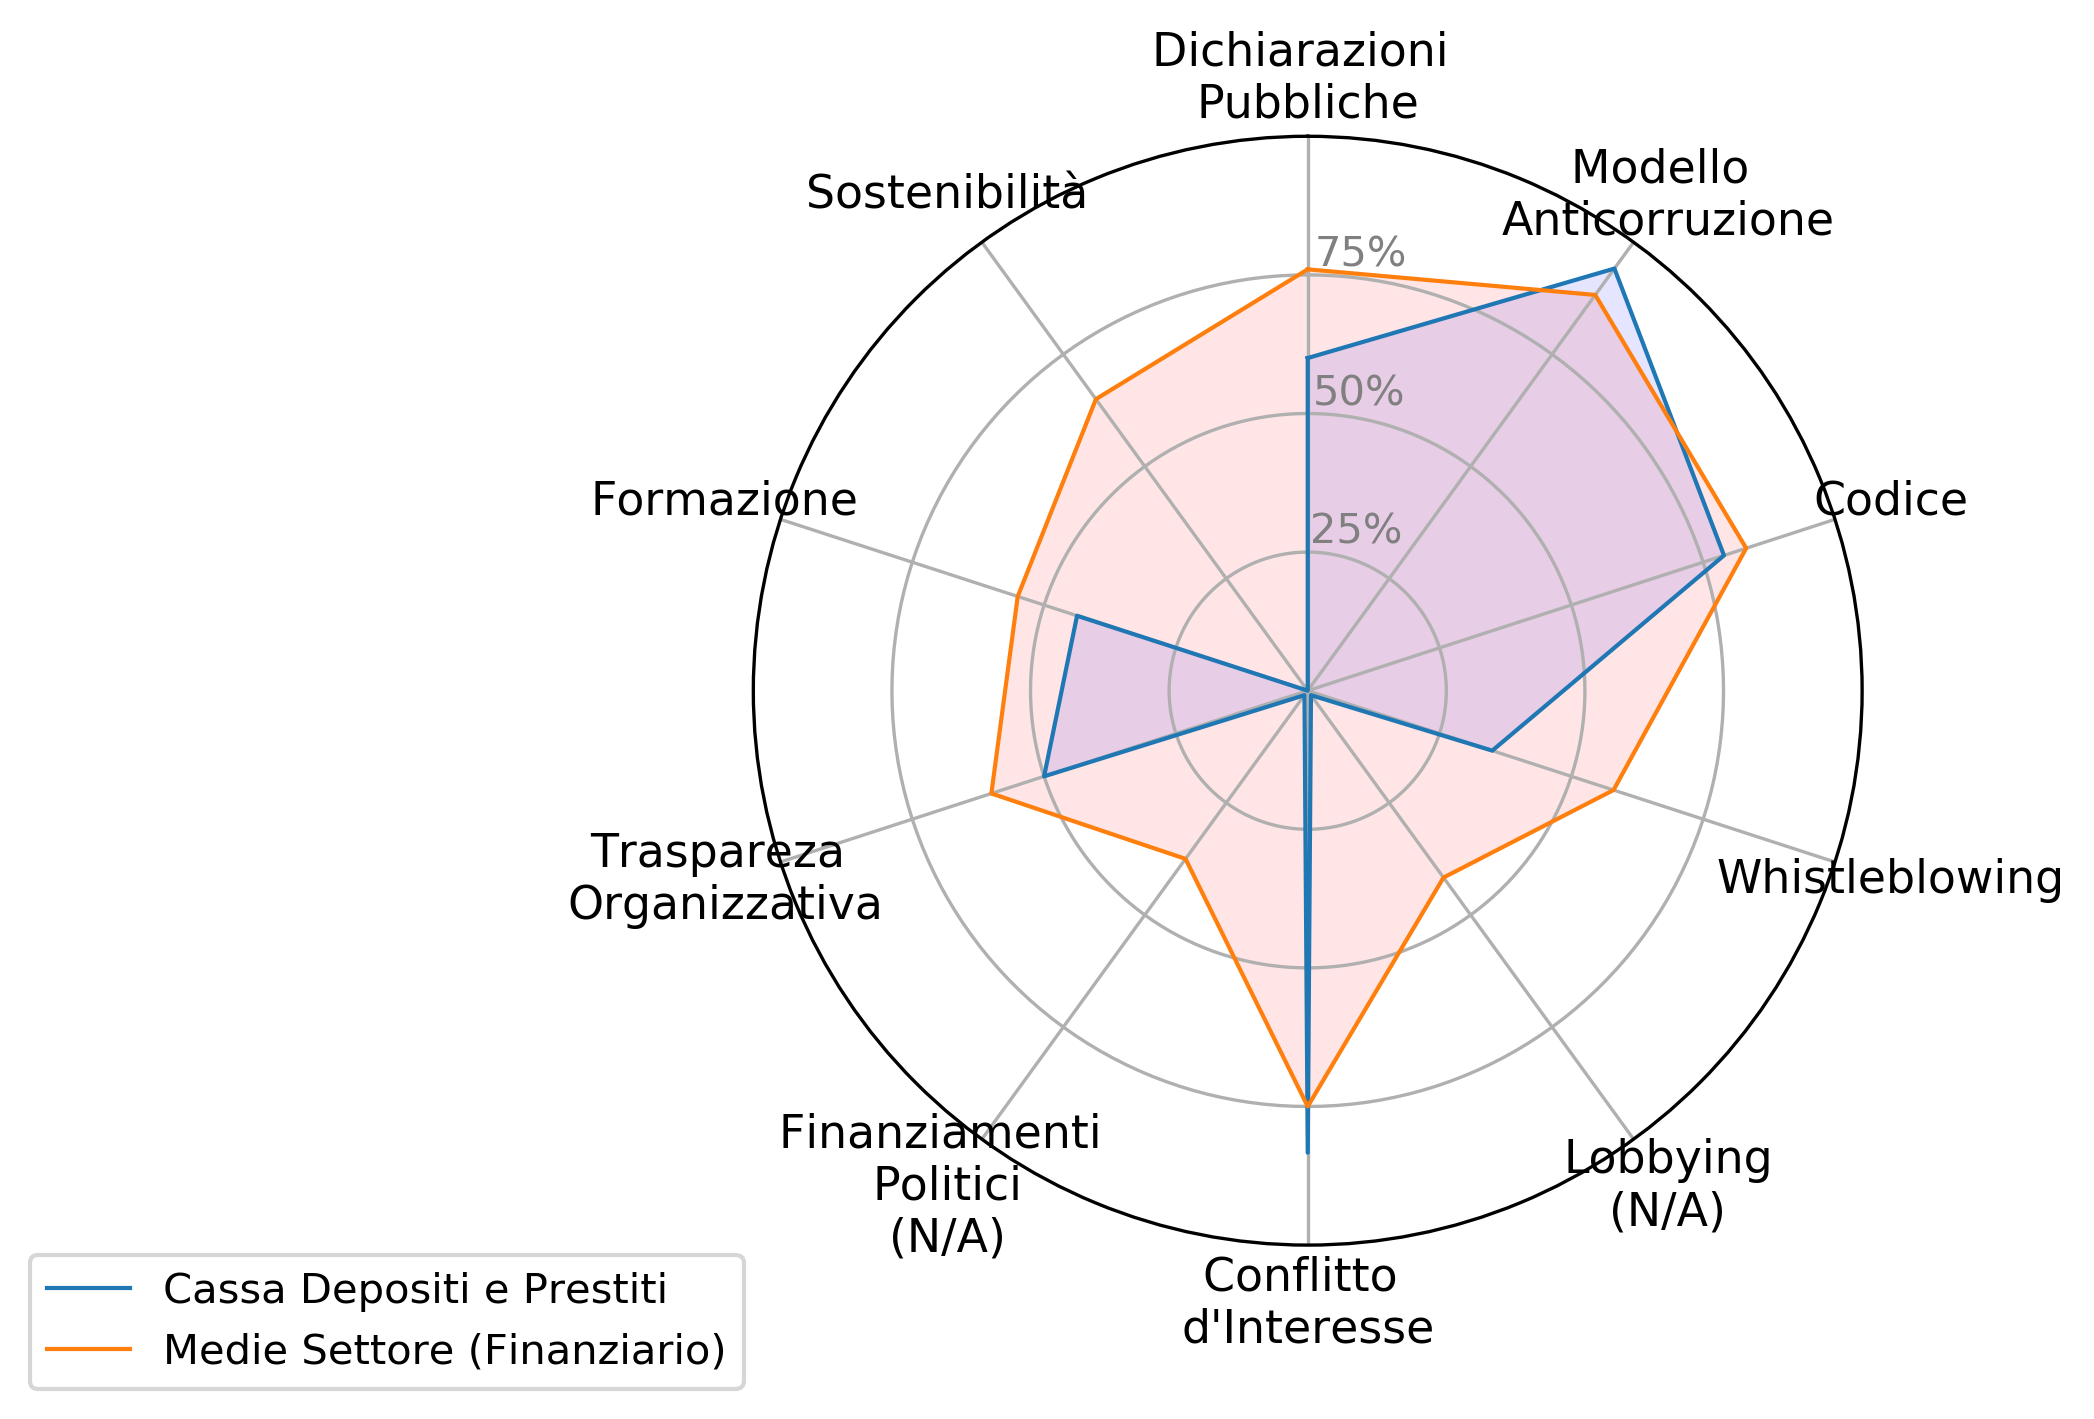 Dichiarazioni
Pubbliche
Modello
Anticorruzione
Sostenibilità
75%
50%
Codice
Formazione
25%
Traspareza
Organizzativa
Whistleblowing
Finanziamenti
Politici
(N/A)
Lobbying
(N/A)
Conflitto
d'Interesse
Cassa Depositi e Prestiti
Medie Settore (Finanziario)